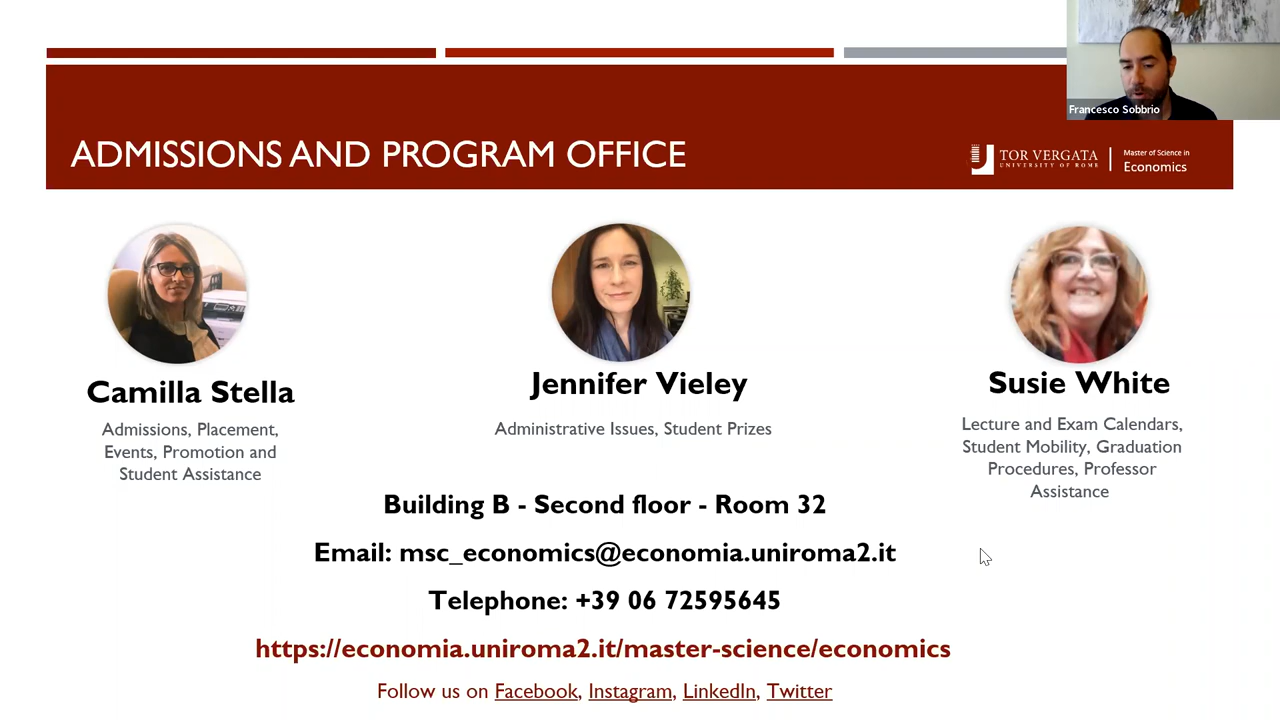 Francesco Sobbrio
ADMISSIONS AND PROGRAM OFFICE
TOR VERGATA
UNIVERSITY OF ROME
Master of Science in
Economics
Camilla Stella
Admissions, Placement,
Events, Promotion and
Student Assistance
Jennifer Vieley
Administrative Issues, Student Prizes
Susie White
Lecture and Exam Calendars,
Student Mobility, Graduation
Procedures, Professor
Assistance
Building B - Second floor - Room 32
Email: msc_economics@economia.uniroma2.it
Telephone: +39 06 72595645
https://economia.uniroma2.it/master-science/economics
Follow us on Facebook, Instagram, LinkedIn, Twitter